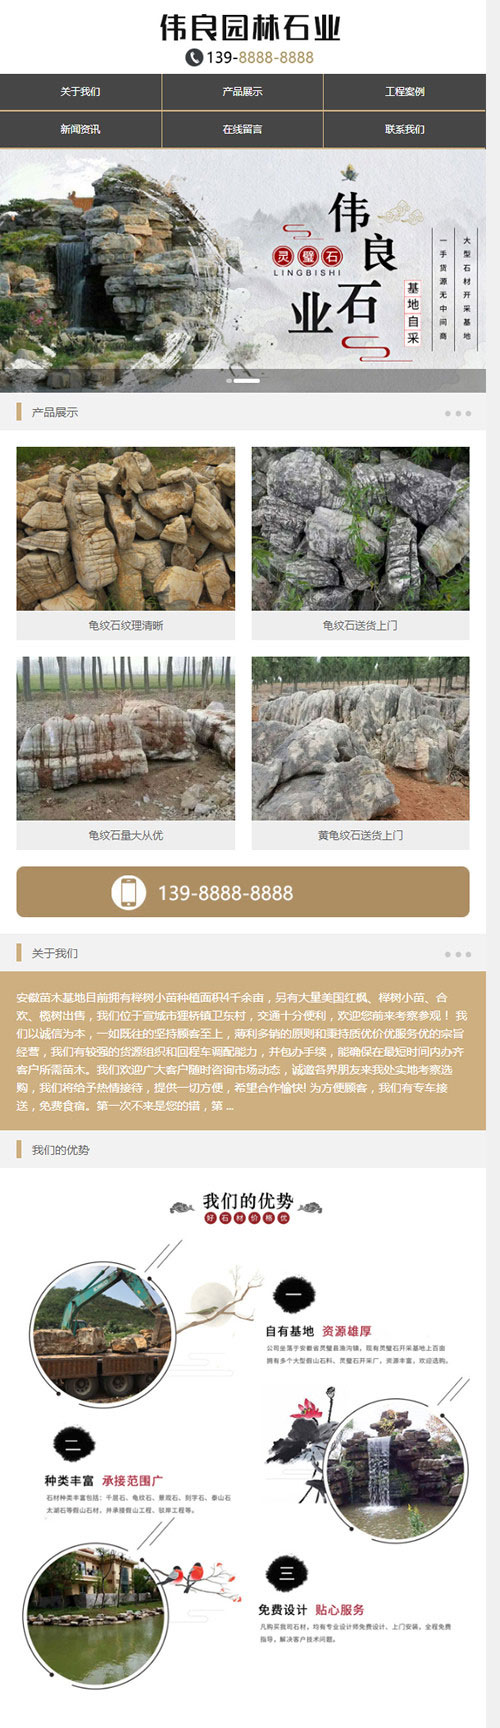 伟良园林石业
139-8888-8888
关于我们
产品展示
工程案例
新闻资讯
在线留言
联系我们
伟良石业
灵璧石
LINGBISHI
基地自采
一手货源无中间商
大型石材开采基地
产品展示
龟纹石纹理清晰
龟纹石送货上门
龟纹石量大从优
黄龟纹石送货上门
139-8888-8888
关于我们
安徽苗木基地目前拥有榉树小苗种植面积4千余亩，另有大量美国红枫、榉树小苗、合
欢、榄树出售，我们位于宣城市狸桥镇卫东村，交通十分便利，欢迎您前来考察参观！ 我
们以诚信为本，一如既往的坚持顾客至上，薄利多销的原则和秉持质优价优服务优的宗旨
经营，我们有较强的货源组织和回程车调配能力，并包办手续，能确保在最短时间内办齐
客户所需苗木。我们欢迎广大客户随时咨询市场动态，诚邀各界朋友来我处实地考察选
购，我们将给予热情接待，提供一切方便，希望合作愉快! 为方便顾客，我们有专车接
送，免费食宿。第一次不来是您的错，第 ...
我们的优势
我们的优势
好石材价格优
一
自有基地 资源雄厚
公司坐落于安徽省灵璧县渔沟镇，现有灵璧石开采基地上百亩
拥有多个大型假山石料、灵璧石开采厂，资源丰富，欢迎选购。
二
种类丰富 承接范围广
石材种类丰富包括：千层石、龟纹石、景观石、刻字石、泰山石
太湖石等假山石材，并承接假山工程、驳岸工程等。
三
免费设计 贴心服务
凡购买我司石材，均有专业设计师免费设计、上门安装，全程免费
指导，解决客户技术问题。